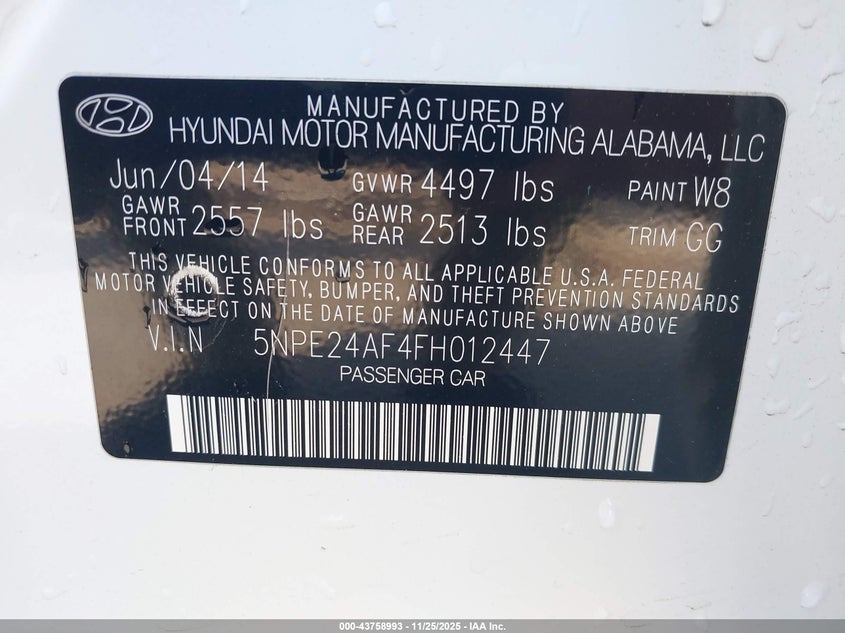 MANUFACTURED BY
HYUNDAI MOTOR MANUFACTURING ALABAMA, LLC
Jun/04/14 GVWR 4497 lbs PAINT W8
GAWR FRONT 2557 lbs GAWR REAR 2513 lbs TRIM GG
THIS VEHICLE CONFORMS TO ALL APPLICABLE U.S.A. FEDERAL
MOTOR VEHICLE SAFETY, BUMPER, AND THEFT PREVENTION STANDARDS
IN EFFECT ON THE DATE OF MANUFACTURE SHOWN ABOVE
V.I.N 5NPE24AF4FH012447
PASSENGER CAR
000-43758993 — 11/25/2025 — IAA Inc.